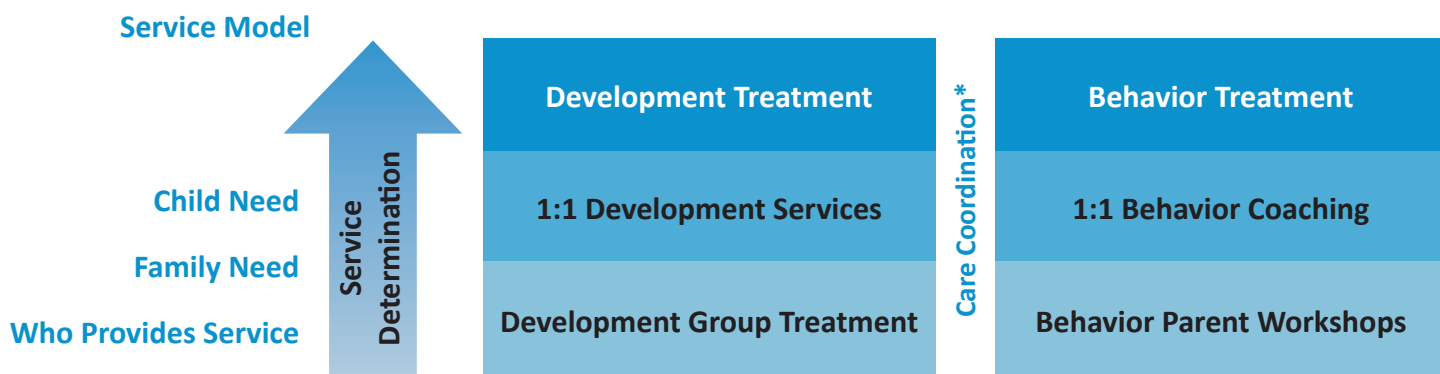 Service Model
Child Need
Family Need
Who Provides Service
Service
Determination
Development Treatment
1:1 Development Services
Development Group Treatment
Care Coordination*
Behavior Treatment
1:1 Behavior Coaching
Behavior Parent Workshops